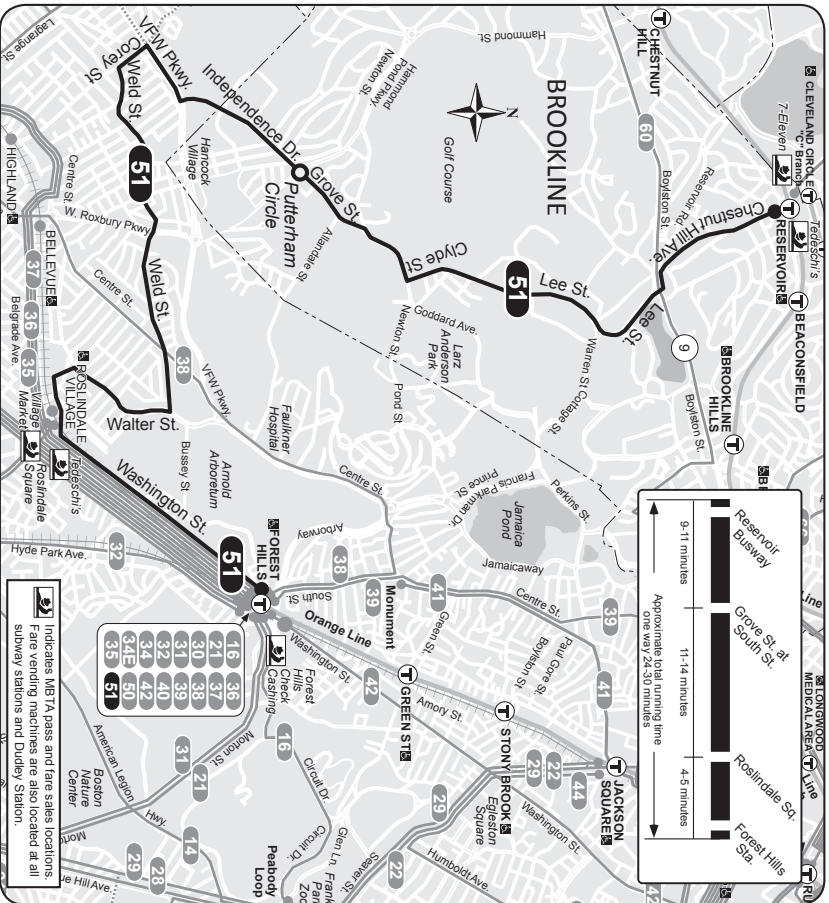 Lagrange St.
VFW Pkwy.
Corey
St
Weld St.
51
Hammond St.
CHESTNUT
HILL
T
CLEVELAND CIRCLE
"C" Branch
7-Eleven
Tedeschi's
RESERVOIR
T
BEACONSFIELD
T
60
Boylston St.
Reservoir Rd
Chestnut Hill Ave.
BROOKLINE
N
Golf Course
Hammond
Pond Pkwy.
Newton St.
Independence Dr.
Hancock
Village
Grove St.
Putterham
Circle
Allandale St
Clyde St
Lee St.
51
Lee St.
9
Boylston St.
BROOKLINE
HILLS
T
Goddard Ave.
Larz
Anderson
Park
Newton St.
Warren St
Cottage St.
Pond St
HIGHLAND
Centre St.
W. Roxbury Pkwy
BELLEVUE
Centre St.
37
36
35
Belgrade Ave.
Weld St.
38
VFW Pkwy.
ROSLINDALE
VILLAGE
Village
Market
Roslindale
Square
Tedeschi's
Walter St.
Bussey St
Faulkner
Hospital
Arnold
Arboretum
Washington St.
Centre St.
Prince St.
Francis Parkman Dr.
Perkins St.
Jamaica
Pond
Jamaicaway
Arborway
FOREST
HILLS
T
51
Hyde Park Ave.
32
38
South St.
39
Monument
41
Green St.
Centre St.
39
Orange Line
Washington St.
42
GREEN ST
T
Amory St.
Boylston St
Paul Gore St.
41
STONY BROOK
T
22
29
44
JACKSON
SQUARE
T
Forest
Hills
Check
Cashing
16
Circuit Dr.
Circuit Dr.
Glen Ln.
Peabody
Loop
Seaver St.
29
22
Egleston
Square
Washington St.
Humboldt Ave.
Morton St.
31
21
American Legion
Hwy.
14
Boston
Nature
Center
29
28
LONGWOOD
MEDICAL AREA
T
Line
42
16 36
21 37
30 38
31 39
32 40
34 42
34E 50
35 51
Reservoir
Busway
Grove St. at
South St.
Roslindale Sq.
Forest Hills
Sta.
9-11 minutes
11-14 minutes
4-5 minutes
Approximate total running time
one way 24-30 minutes
Indicates MBTA pass and fare sales locations.
Fare vending machines are also located at all
subway stations and Dudley Station.